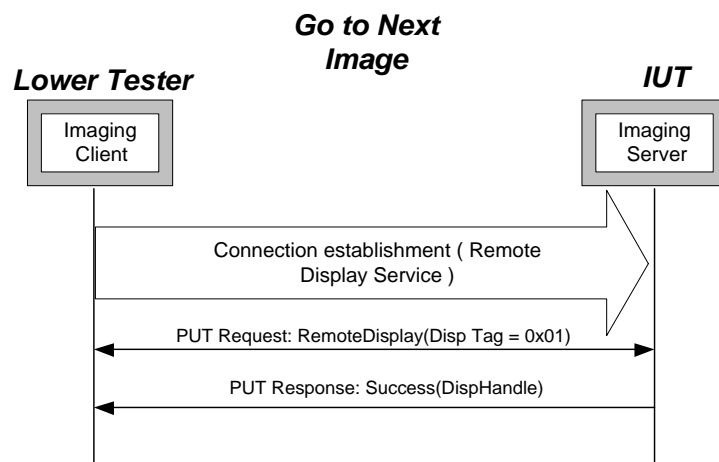 Go to Next
Image
Lower Tester
IUT
Imaging
Client
Imaging
Server
Connection establishment ( Remote
Display Service )
PUT Request: RemoteDisplay(Disp Tag = 0x01)
PUT Response: Success(DispHandle)